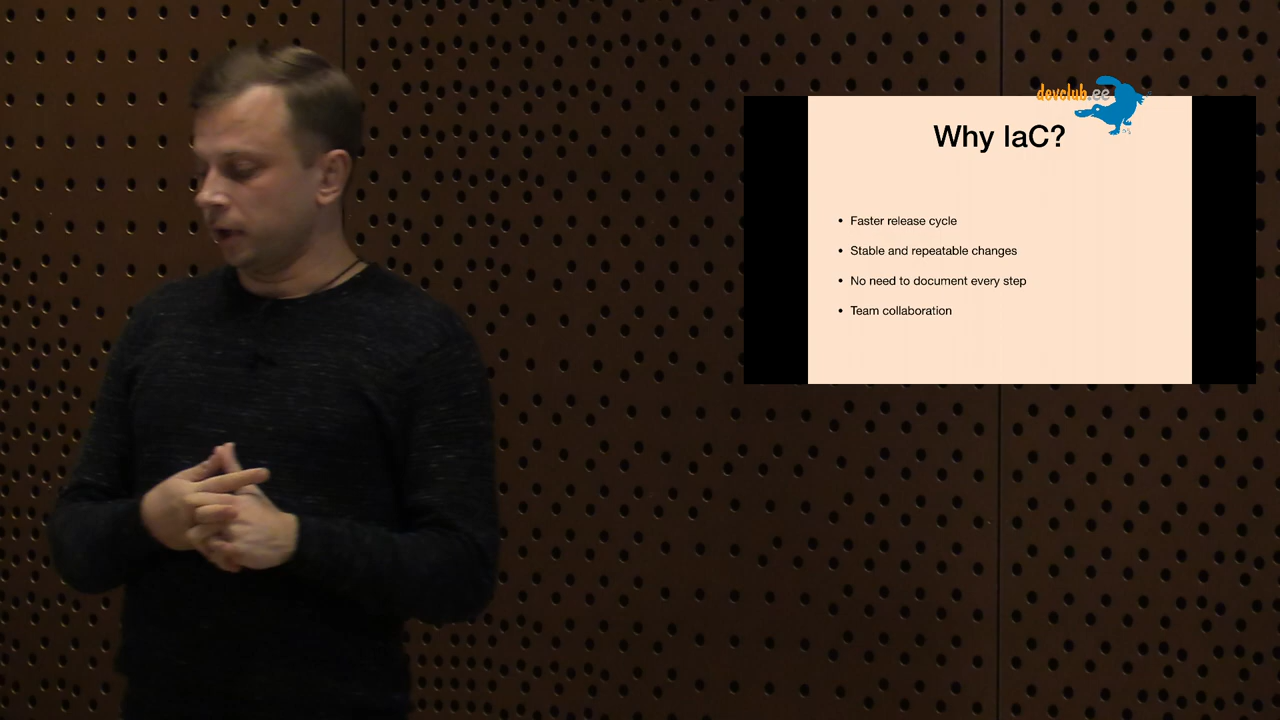 devclub.ee
Why IaC?
• Faster release cycle
• Stable and repeatable changes
• No need to document every step
• Team collaboration